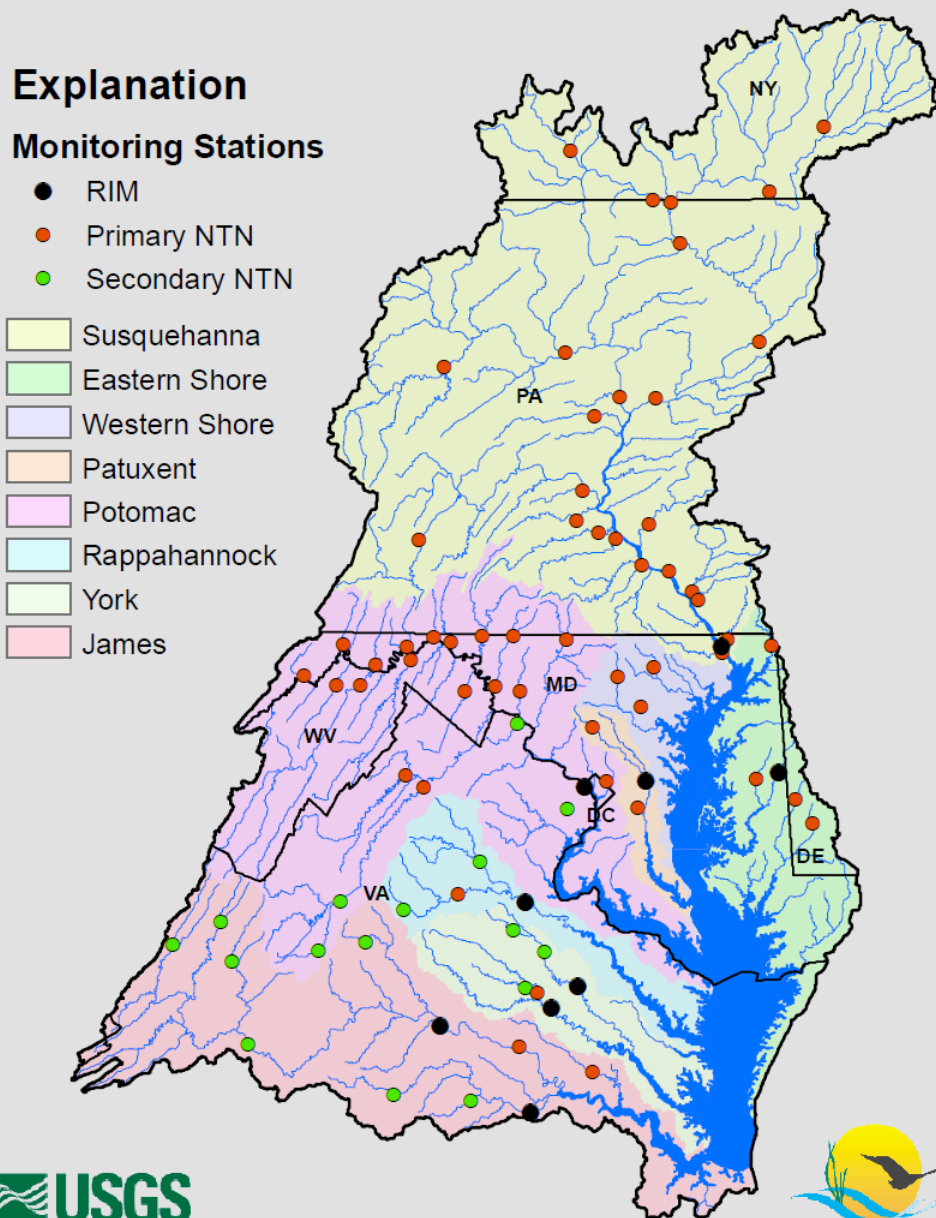 Explanation
Monitoring Stations
RIM
Primary NTN
Secondary NTN
Susquehanna
Eastern Shore
Western Shore
Patuxent
Potomac
Rappahannock
York
James
NY
PA
MD
WV
DC
DE
VA
USGS